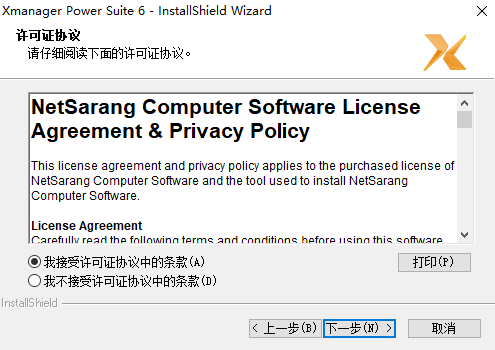 Xmanager Power Suite 6 - InstallShield Wizard
许可证协议
请仔细阅读下面的许可证协议。
NetSarang Computer Software License
Agreement & Privacy Policy
This license agreement and privacy policy applies to the purchased license of
NetSarang Computer Software and the tool used to install NetSarang
Computer Software.
License Agreement
Carefully read the following terms and conditions before using this software.
我接受许可证协议中的条款(A)
打印(P)
我不接受许可证协议中的条款(D)
InstallShield
< 上一步(B)
下一步(N) >
取消